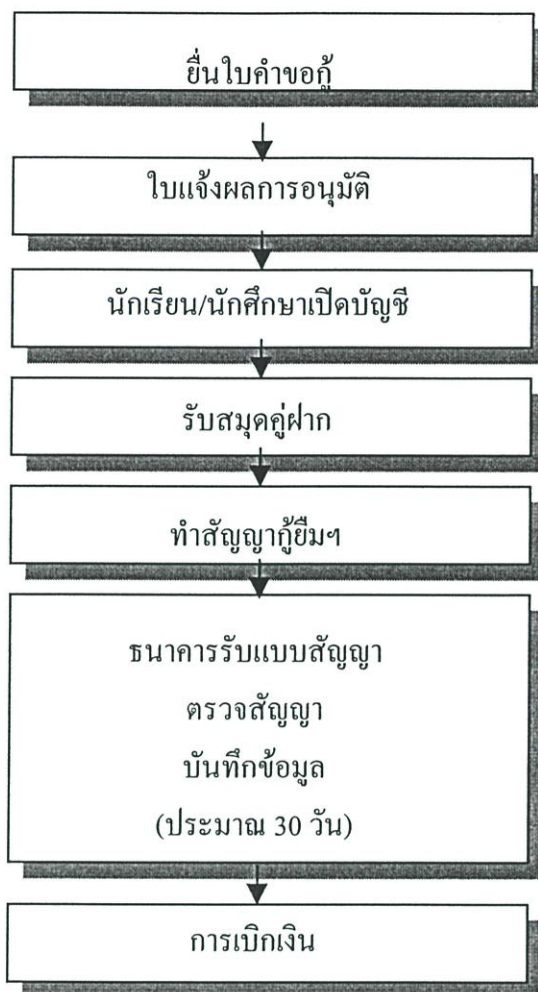 ยื่นใบคำขอกู้
ใบแจ้งผลการอนุมัติ
นักเรียน/นักศึกษาเปิดบัญชี
รับสมุดคู่ฝาก
ทำสัญญากู้ยืมฯ
ธนาคารรับแบบสัญญา
ตรวจสัญญา
บันทึกข้อมูล
(ประมาณ 30 วัน)
การเบิกเงิน